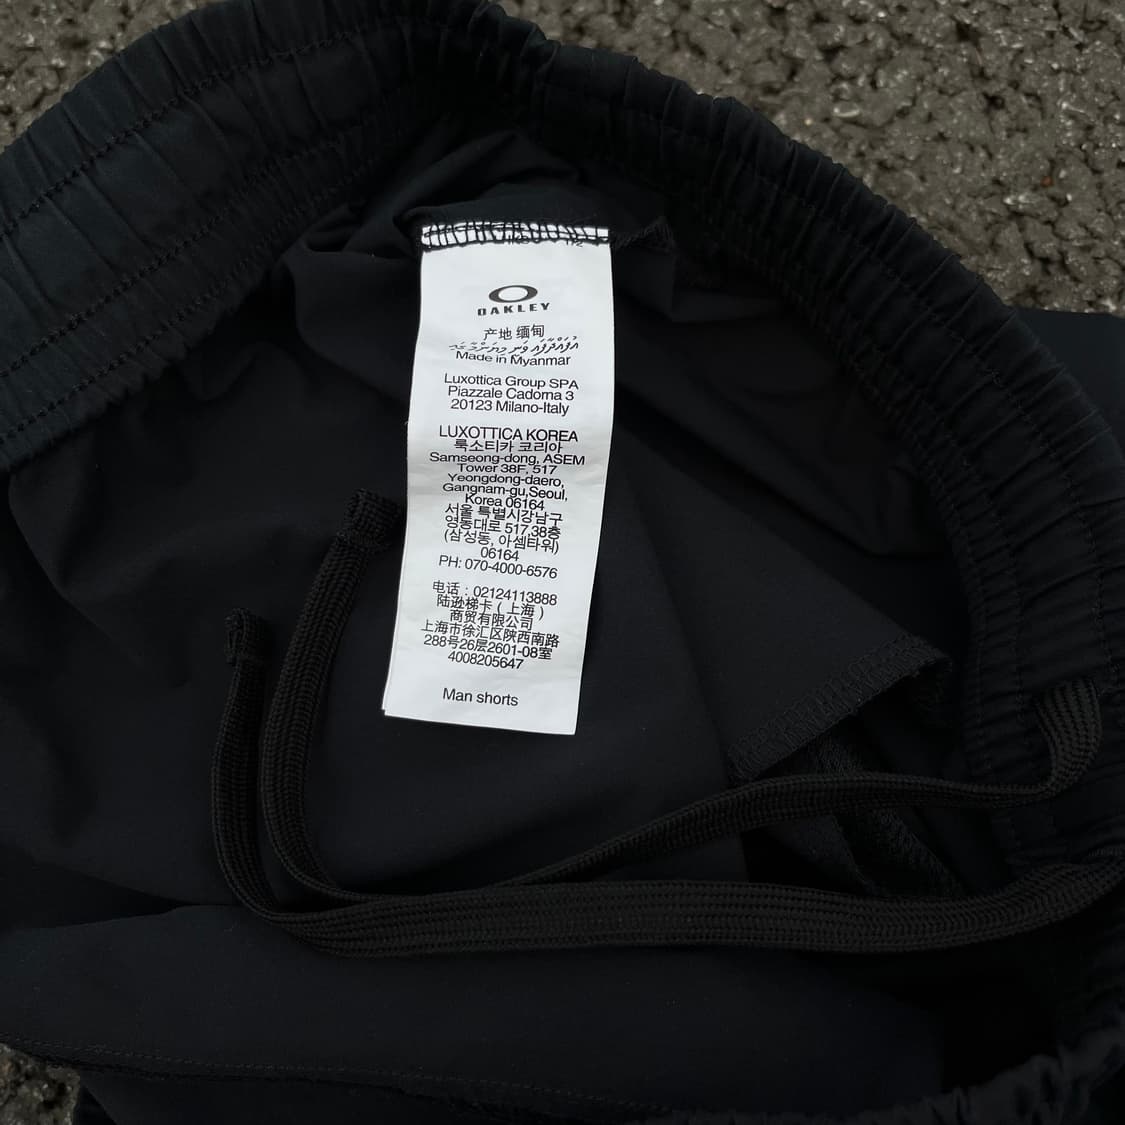 OAKLEY
产地 缅甸
Made in Myanmar
Luxottica Group SPA
Piazzale Cadorna 3
20123 Milano-Italy
LUXOTTICA KOREA
룩소티카 코리아
Samseong-dong, ASEM
Tower 38F, 517
Yeongdong-daero,
Gangnam-gu,Seoul,
Korea 06164
서울 특별시강남구
영동대로 517,38층
(삼성동, 아셈타워)
06164
PH: 070-4000-6576
电话：02124113888
陆逊梯卡（上海）
商贸有限公司
上海市徐汇区陕西南路
288号26层2601-08室
4008205647
Man shorts